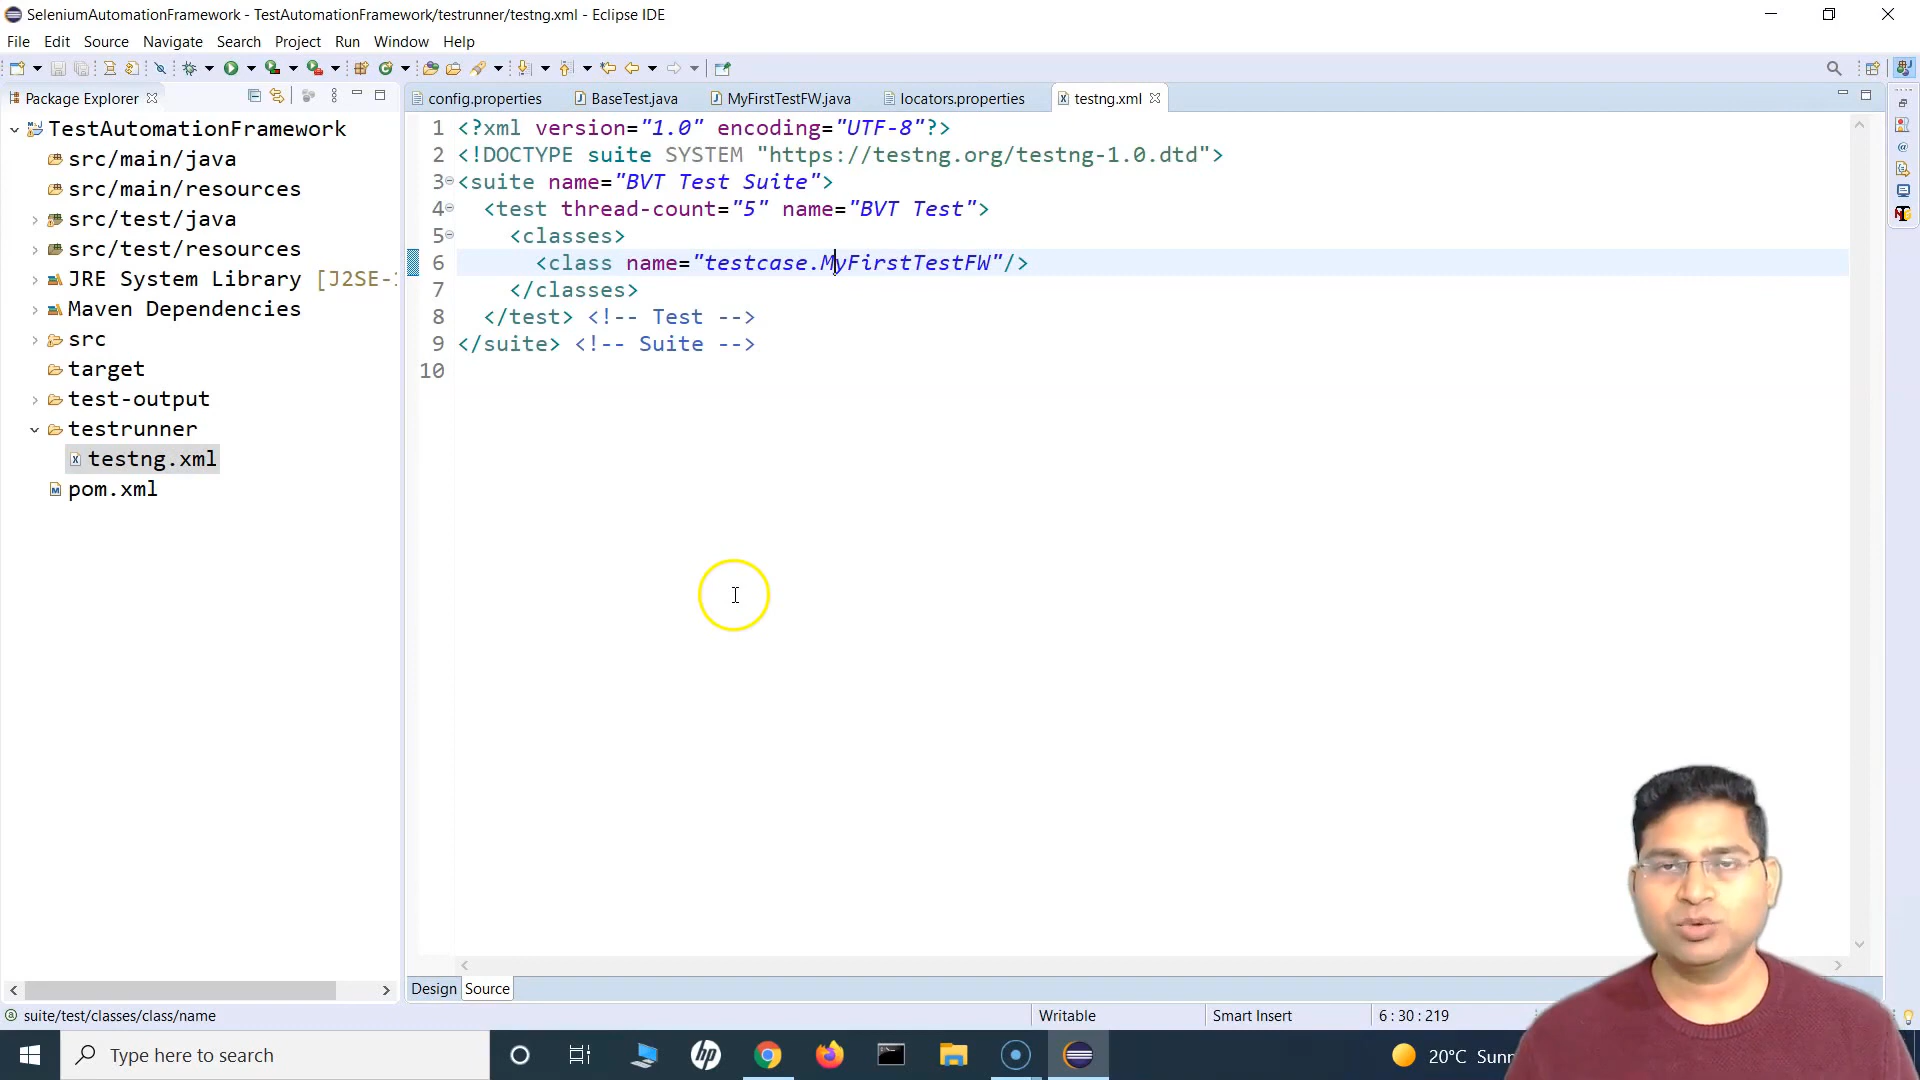 SeleniumAutomationFramework - TestAutomationFramework/testrunner/testng.xml - Eclipse IDE
File Edit Source Navigate Search Project Run Window Help
Package Explorer
config.properties BaseTest.java MyFirstTestFW.java locators.properties testng.xml
TestAutomationFramework
src/main/java
src/main/resources
src/test/java
src/test/resources
JRE System Library [J2SE-
Maven Dependencies
src
target
test-output
testrunner
testng.xml
pom.xml
1 <?xml version="1.0" encoding="UTF-8"?>
2 <!DOCTYPE suite SYSTEM "https://testng.org/testng-1.0.dtd">
3 <suite name="BVT Test Suite">
4 <test thread-count="5" name="BVT Test">
5 <classes>
6 <class name="testcase.MyFirstTestFW"/>
7 </classes>
8 </test> <!-- Test -->
9 </suite> <!-- Suite -->
10
Design Source
suite/test/classes/class/name Writable Smart Insert 6 : 30 : 219
Type here to search
hp
20°C Sunn